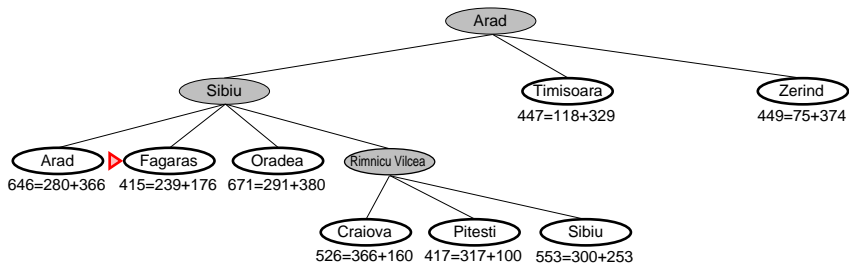 Arad
Sibiu
Timisoara
Zerind
447=118+329
449=75+374
Arad
Fagaras
Oradea
Rimnicu Vilcea
646=280+366
415=239+176
671=291+380
Craiova
Pitesti
Sibiu
526=366+160
417=317+100
553=300+253